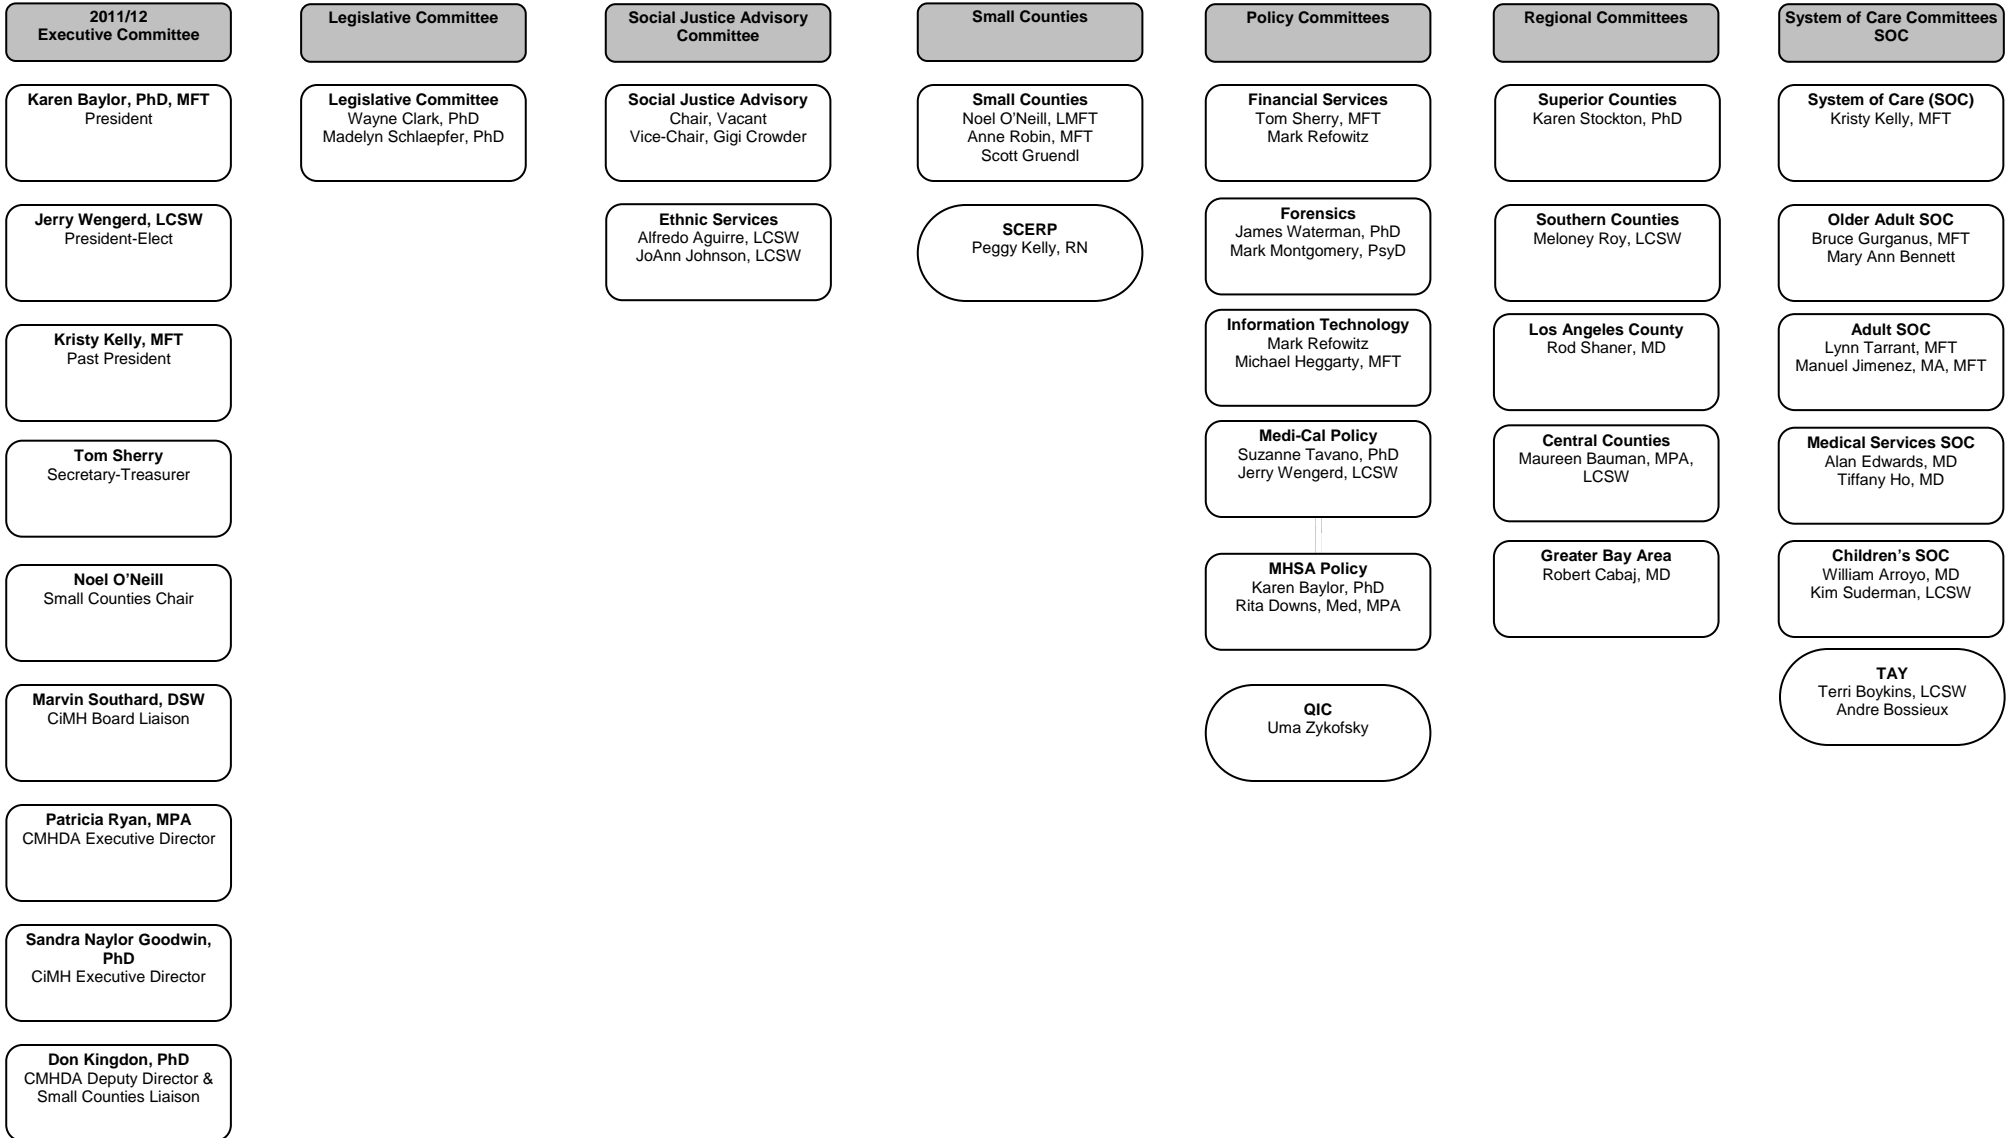 2011/12
Executive Committee
Karen Baylor, PhD, MFT
President
Jerry Wengerd, LCSW
President-Elect
Kristy Kelly, MFT
Past President
Tom Sherry
Secretary-Treasurer
Noel O’Neill
Small Counties Chair
Marvin Southard, DSW
CiMH Board Liaison
Patricia Ryan, MPA
CMHDA Executive Director
Sandra Naylor Goodwin,
PhD
CiMH Executive Director
Don Kingdon, PhD
CMHDA Deputy Director &
Small Counties Liaison
Legislative Committee
Legislative Committee
Wayne Clark, PhD
Madelyn Schlaepfer, PhD
Social Justice Advisory
Committee
Social Justice Advisory
Chair, Vacant
Vice-Chair, Gigi Crowder
Ethnic Services
Alfredo Aguirre, LCSW
JoAnn Johnson, LCSW
Small Counties
Small Counties
Noel O’Neill, LMFT
Anne Robin, MFT
Scott Gruendl
SCERP
Peggy Kelly, RN
Policy Committees
Financial Services
Tom Sherry, MFT
Mark Refowitz
Forensics
James Waterman, PhD
Mark Montgomery, PsyD
Information Technology
Mark Refowitz
Michael Heggarty, MFT
Medi-Cal Policy
Suzanne Tavano, PhD
Jerry Wengerd, LCSW
MHSA Policy
Karen Baylor, PhD
Rita Downs, Med, MPA
QIC
Uma Zykofsky
Regional Committees
Superior Counties
Karen Stockton, PhD
Southern Counties
Meloney Roy, LCSW
Los Angeles County
Rod Shaner, MD
Central Counties
Maureen Bauman, MPA,
LCSW
Greater Bay Area
Robert Cabaj, MD
System of Care Committees
SOC
System of Care (SOC)
Kristy Kelly, MFT
Older Adult SOC
Bruce Gurganus, MFT
Mary Ann Bennett
Adult SOC
Lynn Tarrant, MFT
Manuel Jimenez, MA, MFT
Medical Services SOC
Alan Edwards, MD
Tiffany Ho, MD
Children’s SOC
William Arroyo, MD
Kim Suderman, LCSW
TAY
Terri Boykins, LCSW
Andre Bossieux